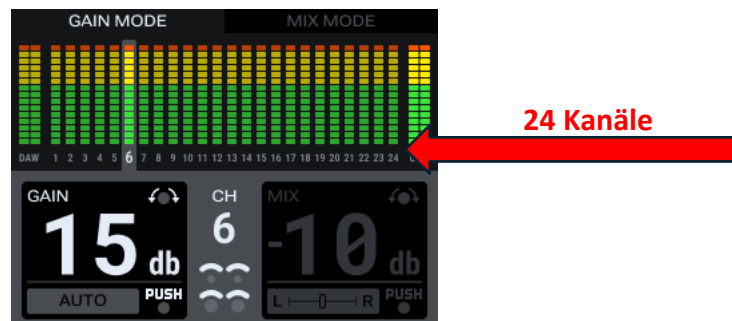 GAIN MODE MIX MODE
24 Kanäle
DAW 1 2 3 4 5 6 7 8 9 10 11 12 13 14 15 16 17 18 19 20 21 22 23 24
GAIN CH MIX
15 db 6 -10 db
AUTO PUSH L R PUSH